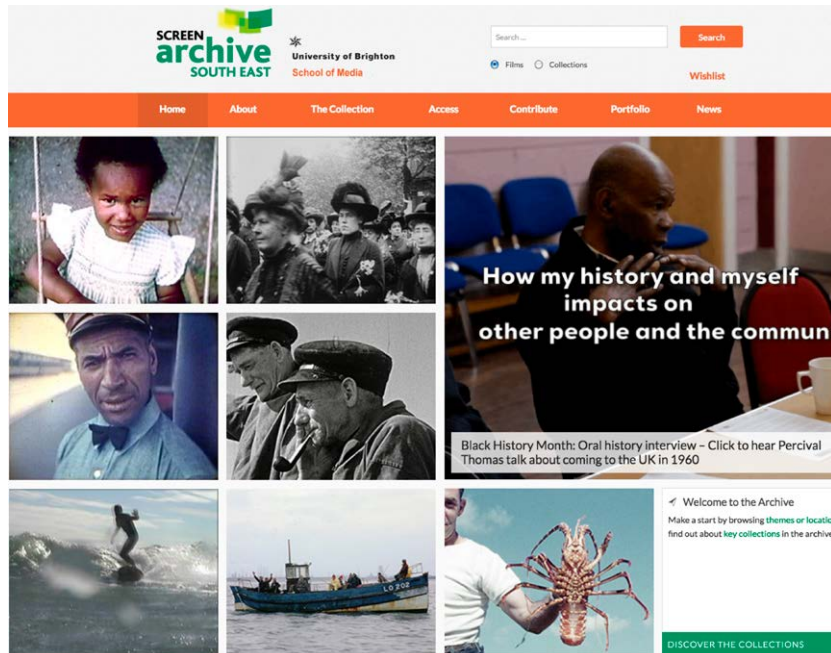 SCREEN
archive
SOUTH EAST
University of Brighton
School of Media
Search ...
Search
Films
Collections
Wishlist
Home
About
The Collection
Access
Contribute
Portfolio
News
How my history and myself
impacts on
other people and the commun
Black History Month: Oral history interview – Click to hear Percival
Thomas talk about coming to the UK in 1960
LO 202
Welcome to the Archive
Make a start by browsing themes or locatio
find out about key collections in the archive
DISCOVER THE COLLECTIONS